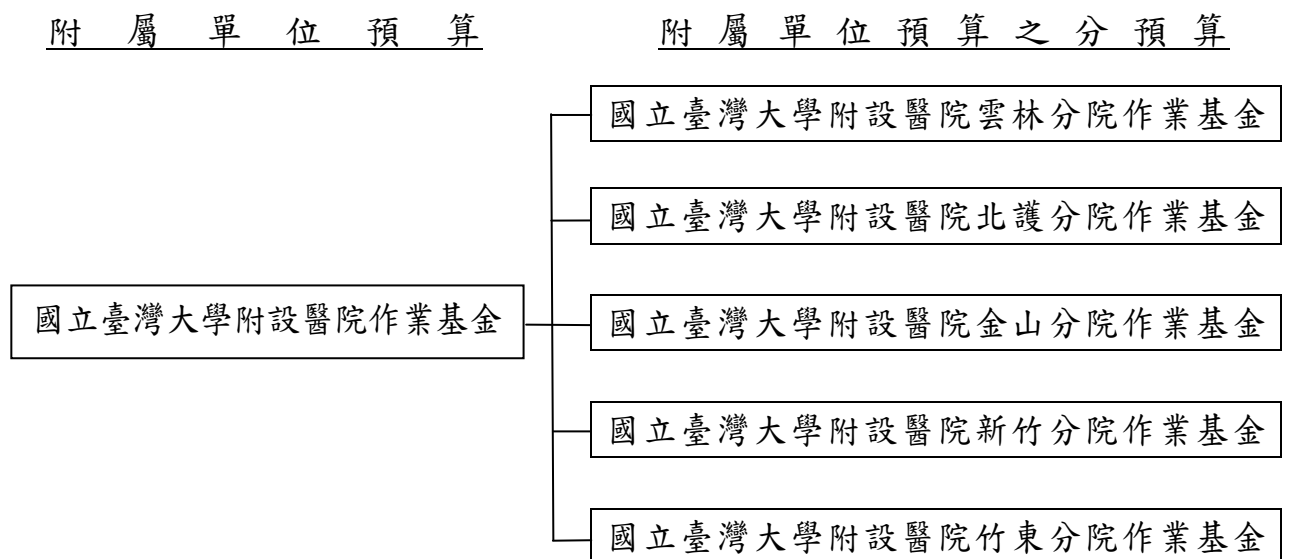 附屬單位預算
附屬單位預算之分預算
國立臺灣大學附設醫院雲林分院作業基金
國立臺灣大學附設醫院北護分院作業基金
國立臺灣大學附設醫院作業基金
國立臺灣大學附設醫院金山分院作業基金
國立臺灣大學附設醫院新竹分院作業基金
國立臺灣大學附設醫院竹東分院作業基金